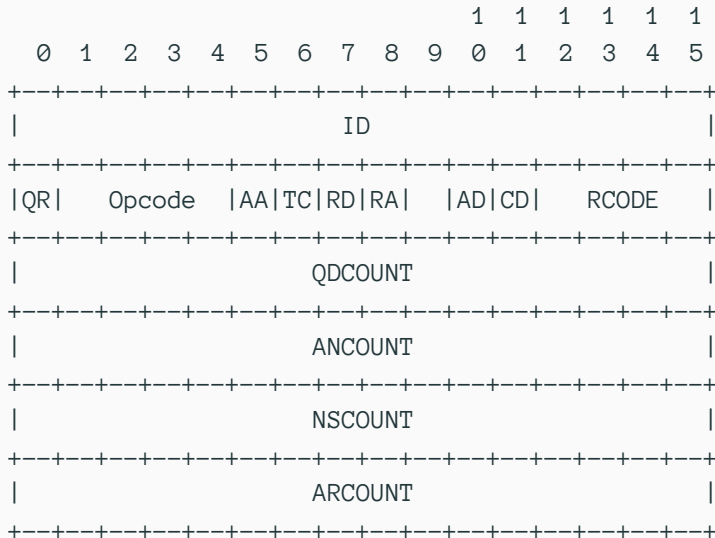 1  1  1  1  1  1
  0  1  2  3  4  5  6  7  8  9  0  1  2  3  4  5
+--+--+--+--+--+--+--+--+--+--+--+--+--+--+--+--+
|                      ID                       |
+--+--+--+--+--+--+--+--+--+--+--+--+--+--+--+--+
|QR|   Opcode  |AA|TC|RD|RA|  |AD|CD|   RCODE   |
+--+--+--+--+--+--+--+--+--+--+--+--+--+--+--+--+
|                    QDCOUNT                    |
+--+--+--+--+--+--+--+--+--+--+--+--+--+--+--+--+
|                    ANCOUNT                    |
+--+--+--+--+--+--+--+--+--+--+--+--+--+--+--+--+
|                    NSCOUNT                    |
+--+--+--+--+--+--+--+--+--+--+--+--+--+--+--+--+
|                    ARCOUNT                    |
+--+--+--+--+--+--+--+--+--+--+--+--+--+--+--+--+